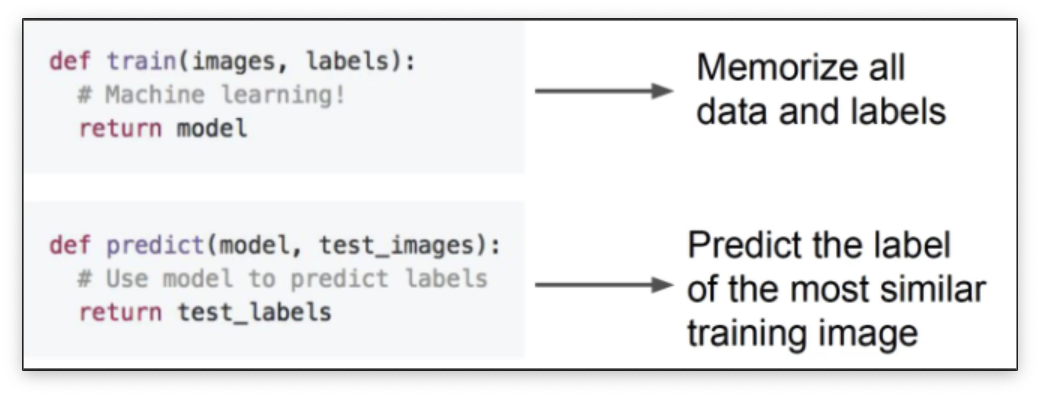 def train(images, labels):
  # Machine learning!
  return model
Memorize all
data and labels
def predict(model, test_images):
  # Use model to predict labels
  return test_labels
Predict the label
of the most similar
training image